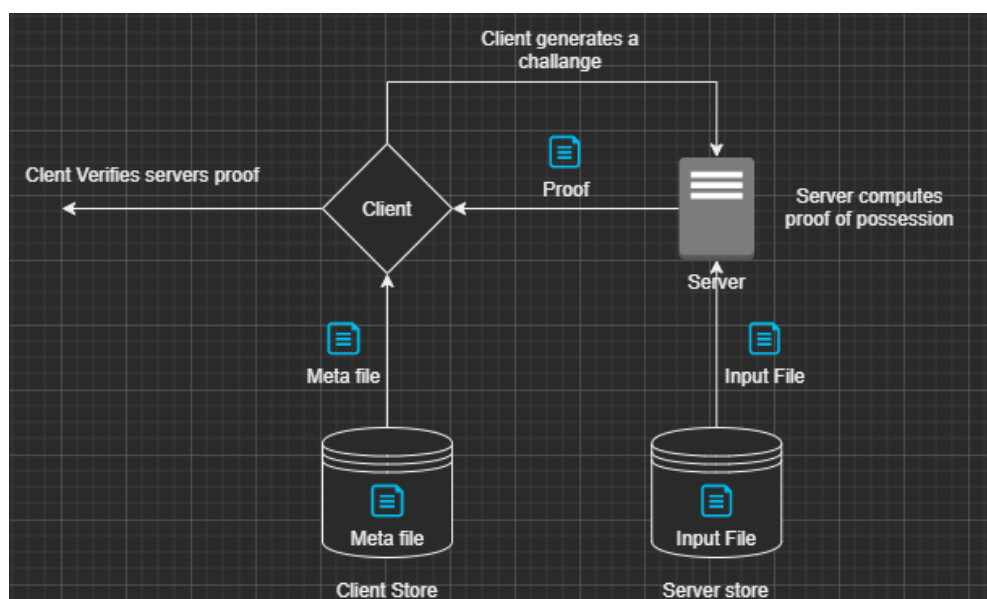 Client generates a
challange
Clent Verifies servers proof
Client
Proof
Server computes
proof of possession
Server
Meta file
Input File
Meta file
Input File
Client Store
Server store